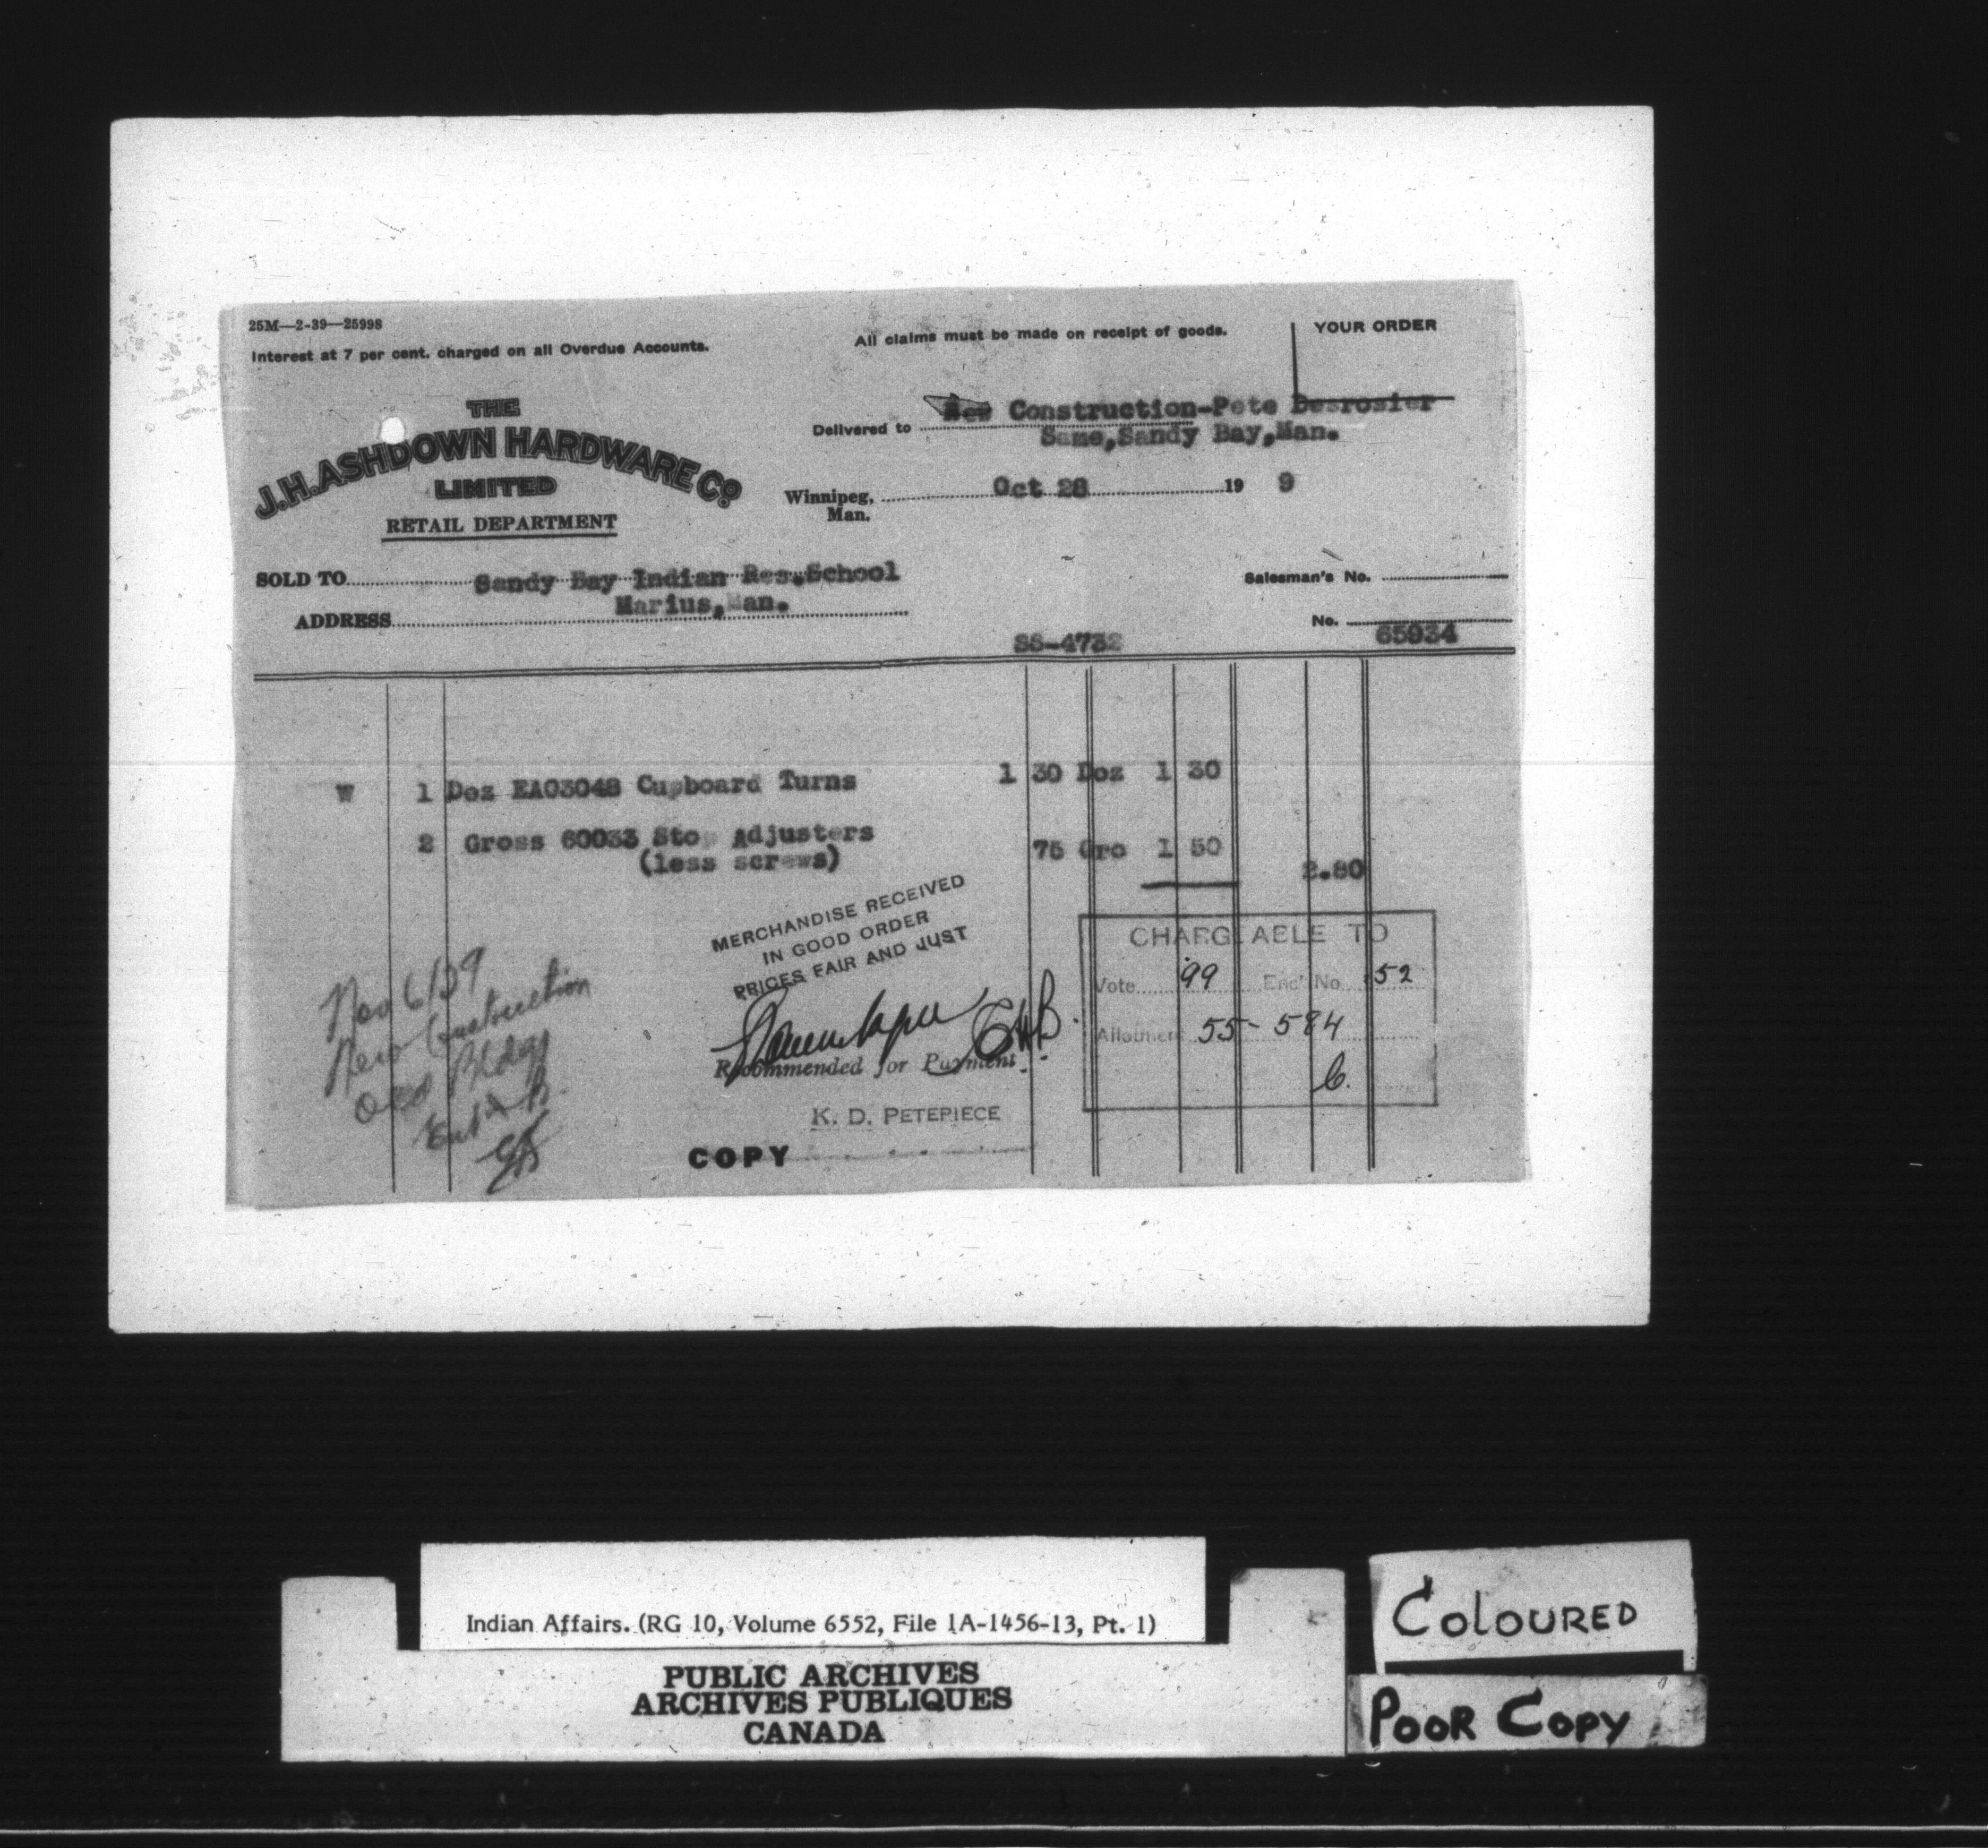 25M—2-39—25998
Interest at 7 per cent. charged on all Overdue Accounts.
All claims must be made on receipt of goods.
YOUR ORDER
THE
J.H. ASHDOWN HARDWARE Co.
LIMITED
RETAIL DEPARTMENT
Delivered to New Construction-Pete Desrosier
Same, Sandy Bay, Man.
Winnipeg, Man. Oct 28 19 9
SOLD TO Sandy Bay Indian Res. School
ADDRESS Marius, Man.
Salesman's No.
No. 65934
SS-4732
W 1 Doz EA03048 Cupboard Turns 1 30 Doz 1 30
2 Gross 60033 Stop Adjusters 75 Gro 1 50
(less screws)
2.80
MERCHANDISE RECEIVED
IN GOOD ORDER
PRICES FAIR AND JUST
Recommended for Payment.
K. D. PETEPIECE
COPY
CHARGEABLE TO
Vote 99 Enc' No. 52
Allotment 55-584
Nov 6/39
New Construction
Bldg
Indian Affairs. (RG 10, Volume 6552, File 1A-1456-13, Pt. 1)
PUBLIC ARCHIVES
ARCHIVES PUBLIQUES
CANADA
COLOURED
POOR COPY